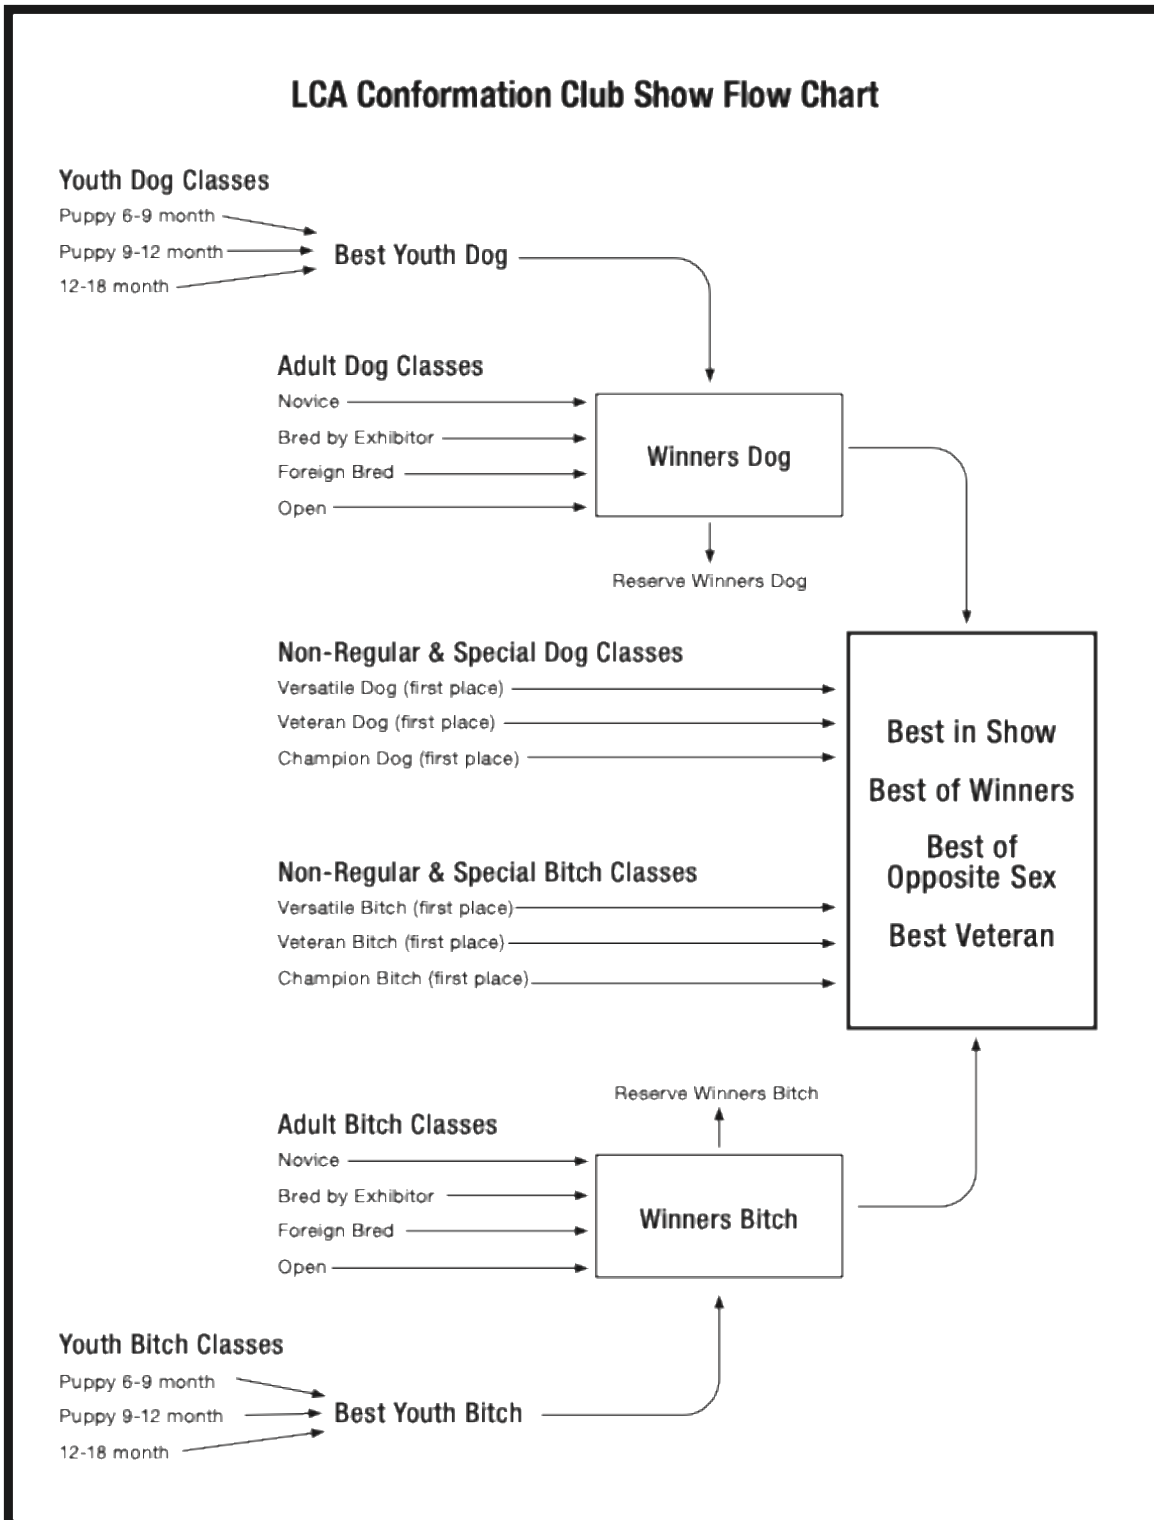 LCA Conformation Club Show Flow Chart
Youth Dog Classes
Puppy 6-9 month
Puppy 9-12 month
12-18 month
Best Youth Dog
Adult Dog Classes
Novice
Bred by Exhibitor
Foreign Bred
Open
Winners Dog
Reserve Winners Dog
Non-Regular & Special Dog Classes
Versatile Dog (first place)
Veteran Dog (first place)
Champion Dog (first place)
Best in Show
Best of Winners
Best of
Opposite Sex
Best Veteran
Non-Regular & Special Bitch Classes
Versatile Bitch (first place)
Veteran Bitch (first place)
Champion Bitch (first place)
Reserve Winners Bitch
Adult Bitch Classes
Novice
Bred by Exhibitor
Foreign Bred
Open
Winners Bitch
Youth Bitch Classes
Puppy 6-9 month
Puppy 9-12 month
12-18 month
Best Youth Bitch